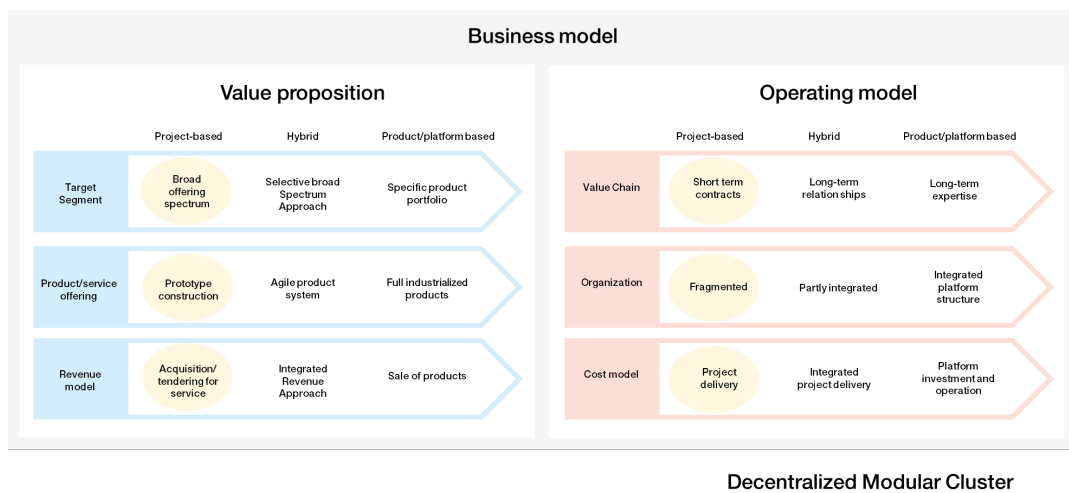 Business model
Value proposition
Project-based
Hybrid
Product/platform based
Target
Segment
Broad
offering
spectrum
Selective broad
Spectrum
Approach
Specific product
portfolio
Product/service
offering
Prototype
construction
Agile product
system
Full industrialized
products
Revenue
model
Acquisition/
tendering for
service
Integrated
Revenue
Approach
Sale of products
Operating model
Project-based
Hybrid
Product/platform based
Value Chain
Short term
contracts
Long-term
relation ships
Long-term
expertise
Organization
Fragmented
Partly integrated
Integrated
platform
structure
Cost model
Project
delivery
Integrated
project delivery
Platform
investment and
operation
Decentralized Modular Cluster